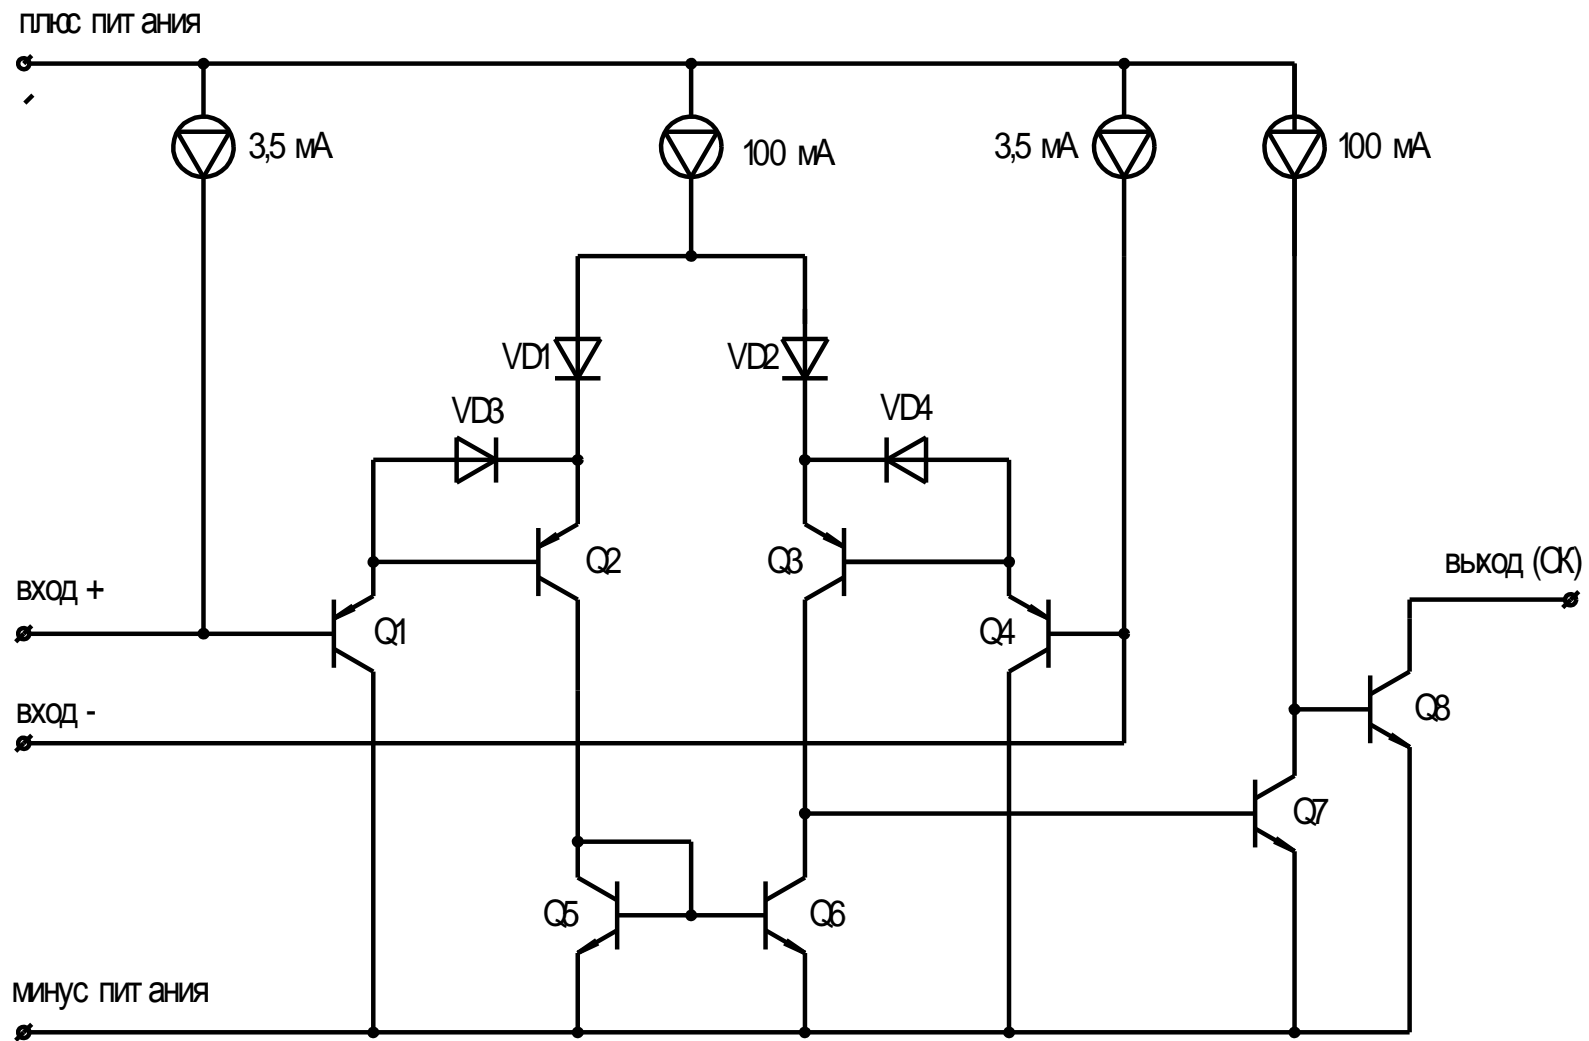 плюс питания
3,5 мА
100 мА
3,5 мА
100 мА
VD1
VD2
VD3
VD4
Q2
Q3
выход (ОК)
вход +
Q1
Q4
вход -
Q8
Q7
Q5
Q6
минус питания